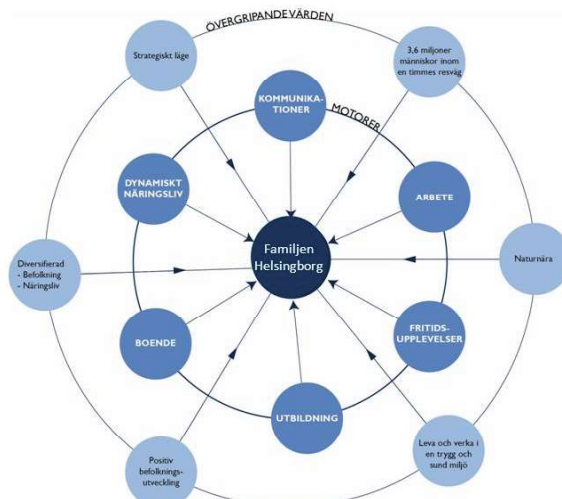 ÖVERGRIPANDE VÄRDEN
Strategiskt läge
3,6 miljoner
människor inom
en timmes resväg
KOMMUNIKA-
TIONER
MOTORER
DYNAMISKT
NÄRINGSLIV
ARBETE
Familjen
Helsingborg
Diversifierad
- Befolkning
- Näringsliv
Naturnära
BOENDE
FRITIDS-
UPPLEVELSER
UTBILDNING
Positiv
befolknings-
utveckling
Leva och verka i
en trygg och
sund miljö